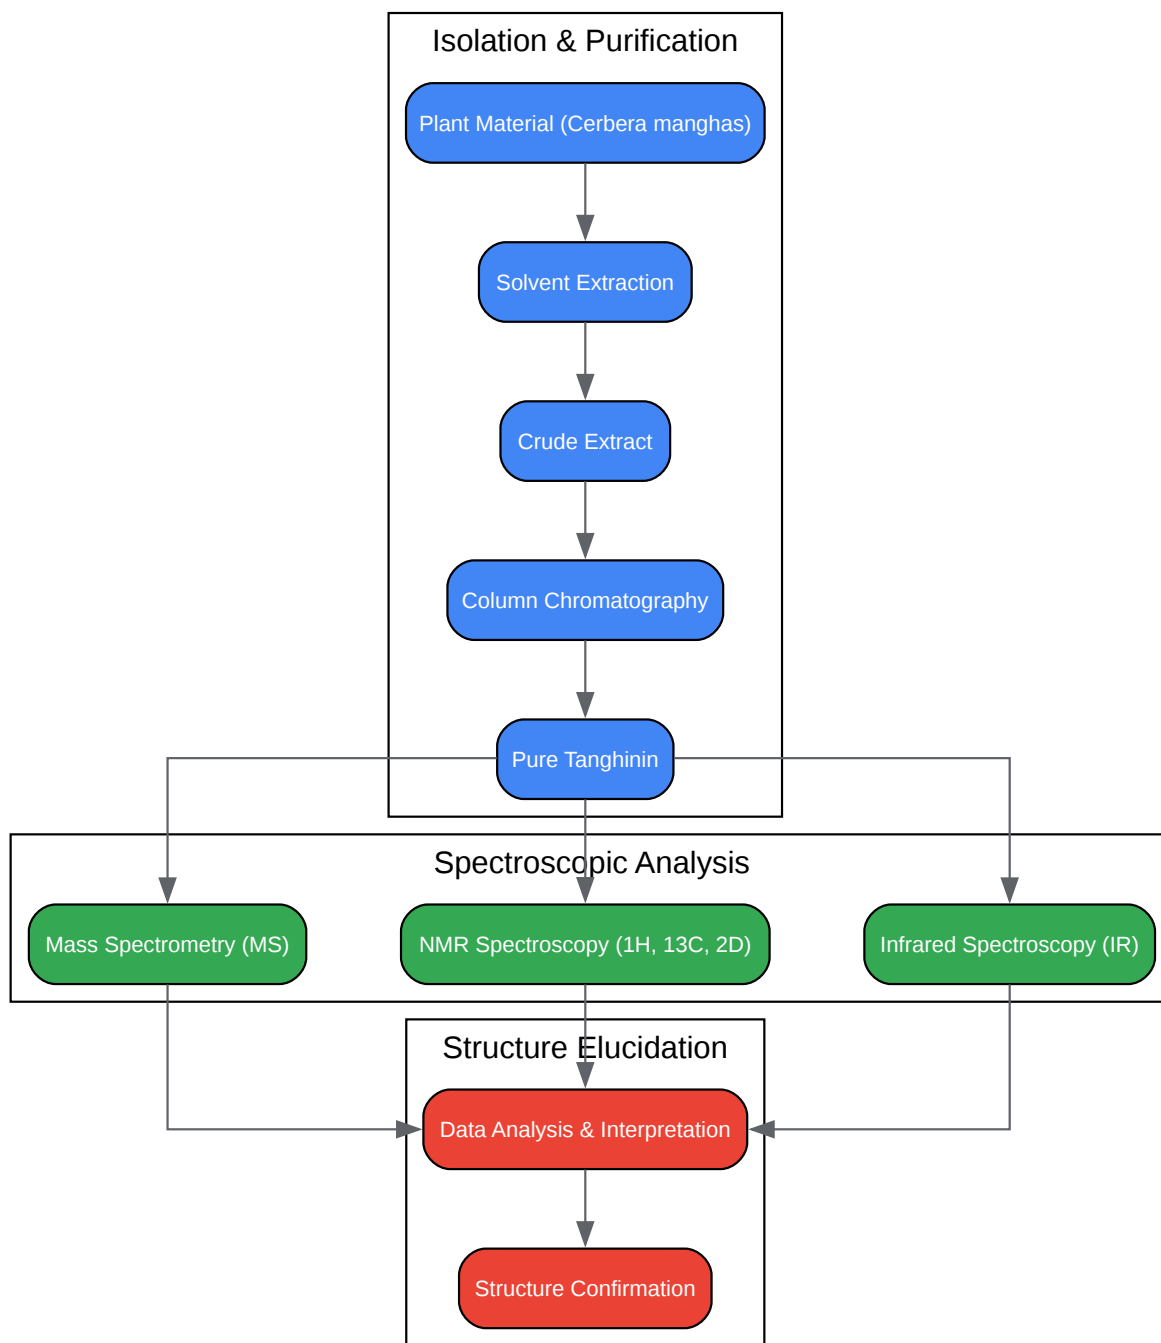 Isolation & Purification
Plant Material (Cerbera manghas)
Solvent Extraction
Crude Extract
Column Chromatography
Pure Tanghinin
Spectroscopic Analysis
Mass Spectrometry (MS)
NMR Spectroscopy (1H, 13C, 2D)
Infrared Spectroscopy (IR)
Structure Elucidation
Data Analysis & Interpretation
Structure Confirmation